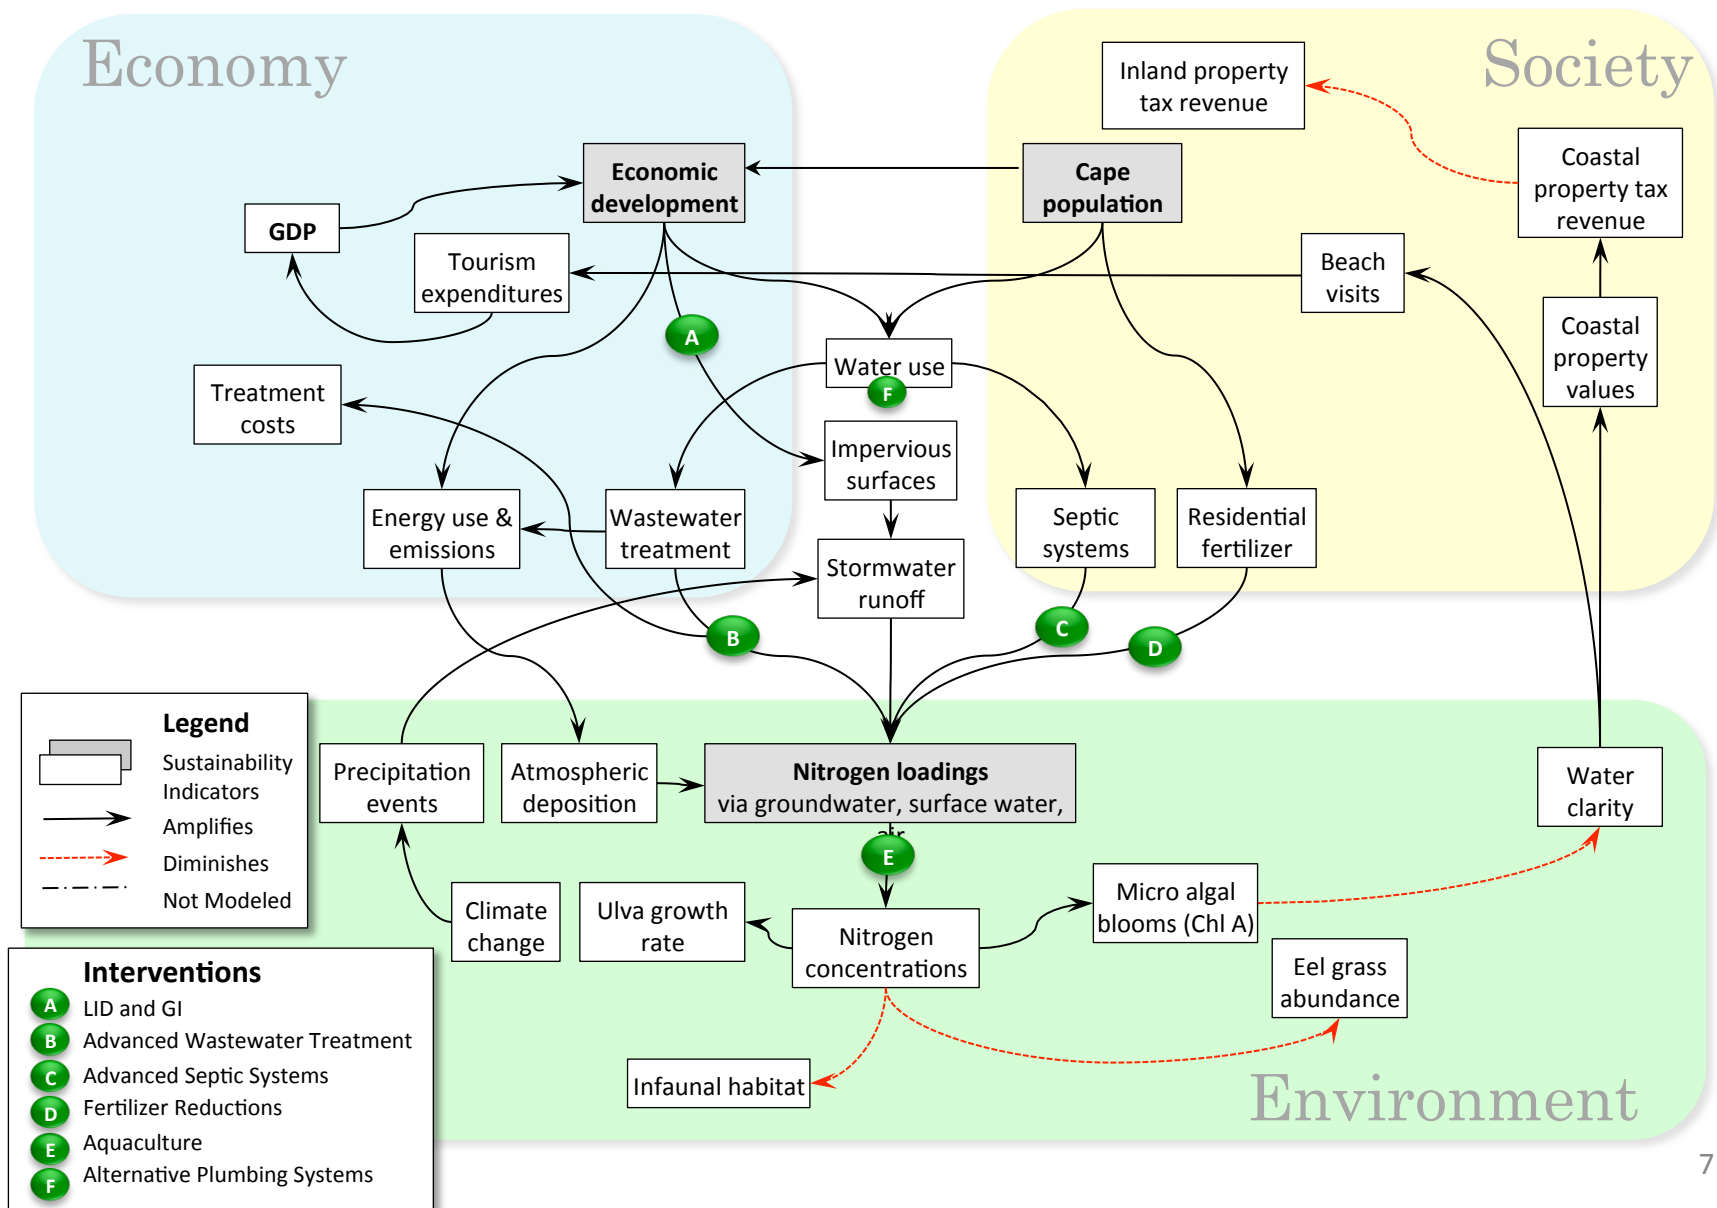 Economy
Society
Inland property
tax revenue
Economic
development
Cape
population
Coastal
property tax
revenue
GDP
Tourism
expenditures
Beach
visits
A
Water use
F
Coastal
property
values
Treatment
costs
Impervious
surfaces
Energy use &
emissions
Wastewater
treatment
Septic
systems
Residential
fertilizer
Stormwater
runoff
B
C
D
Legend
Sustainability
Indicators
Amplifies
Diminishes
Not Modeled
Precipitation
events
Atmospheric
deposition
Nitrogen loadings
via groundwater, surface water,
air
E
Water
clarity
Climate
change
Ulva growth
rate
Nitrogen
concentrations
Micro algal
blooms (Chl A)
Eel grass
abundance
Infaunal habitat
Environment
Interventions
A LID and GI
B Advanced Wastewater Treatment
C Advanced Septic Systems
D Fertilizer Reductions
E Aquaculture
F Alternative Plumbing Systems
7